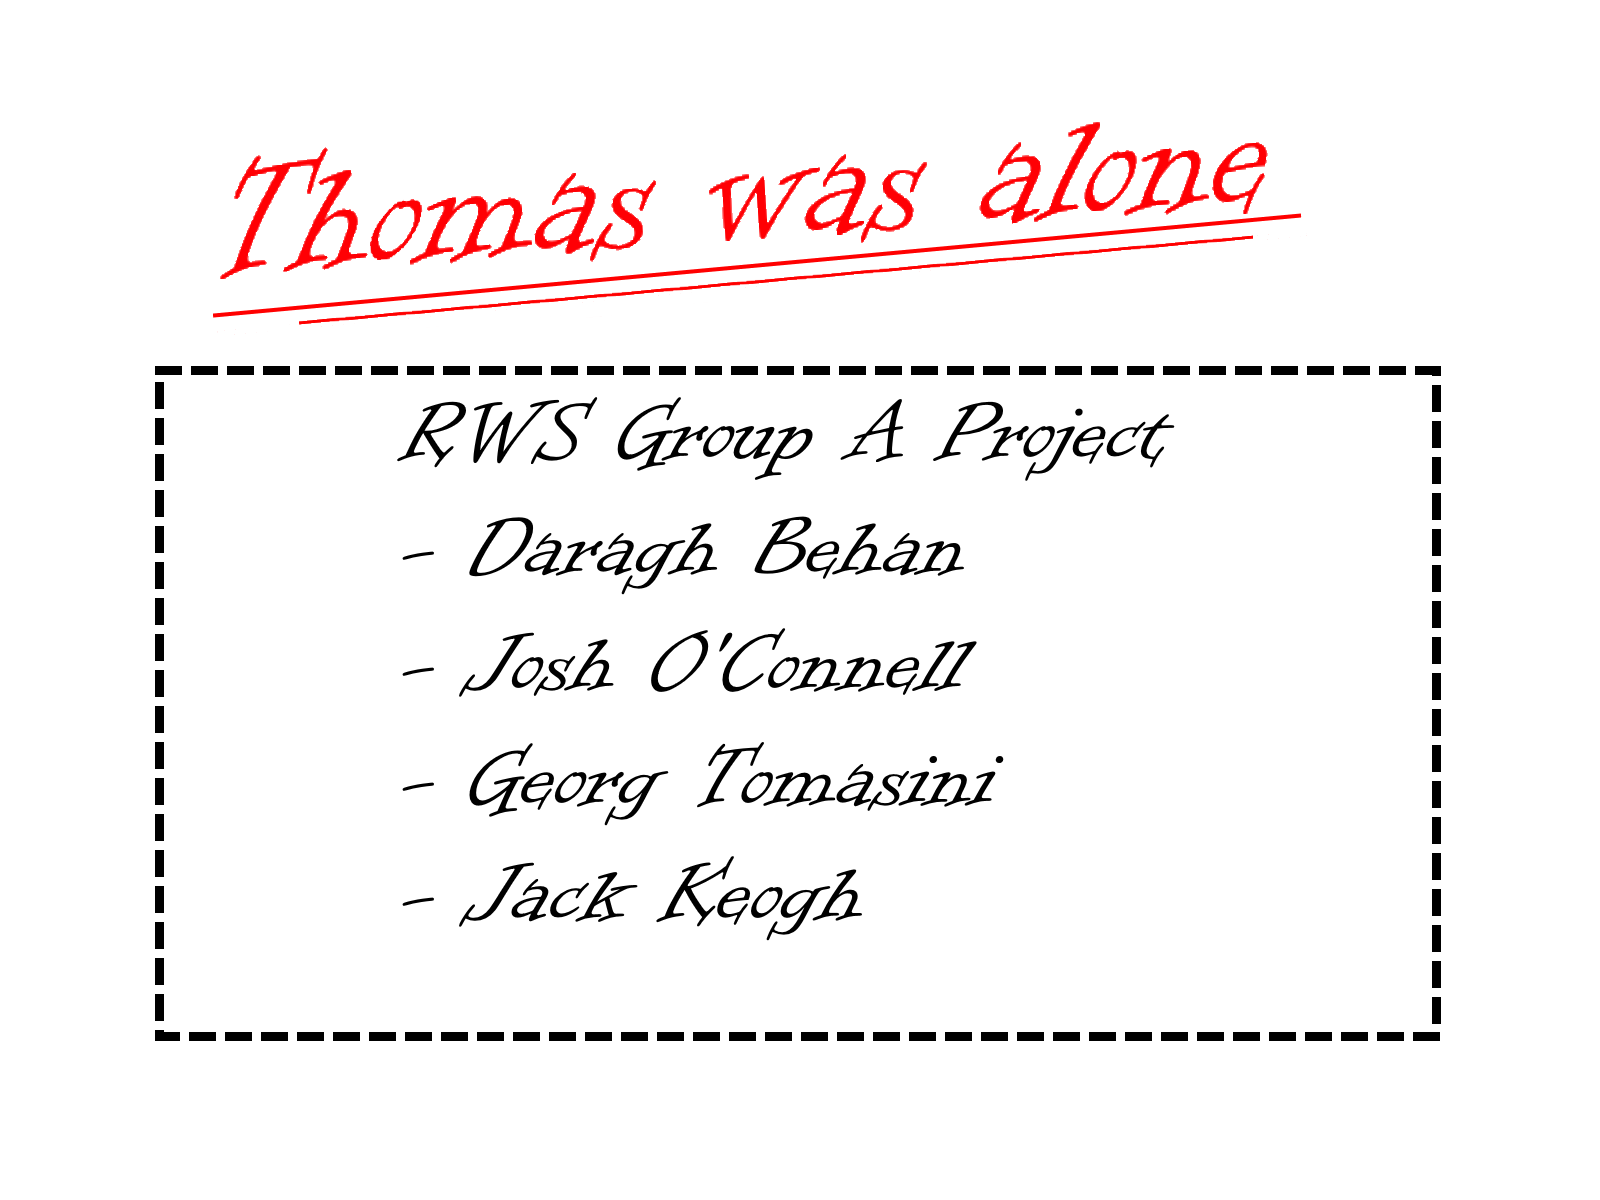 Thomas was alone
RWS Group A Project
- Daragh Behan
- Josh O'Connell
- Georg Tomasini
- Jack Keogh